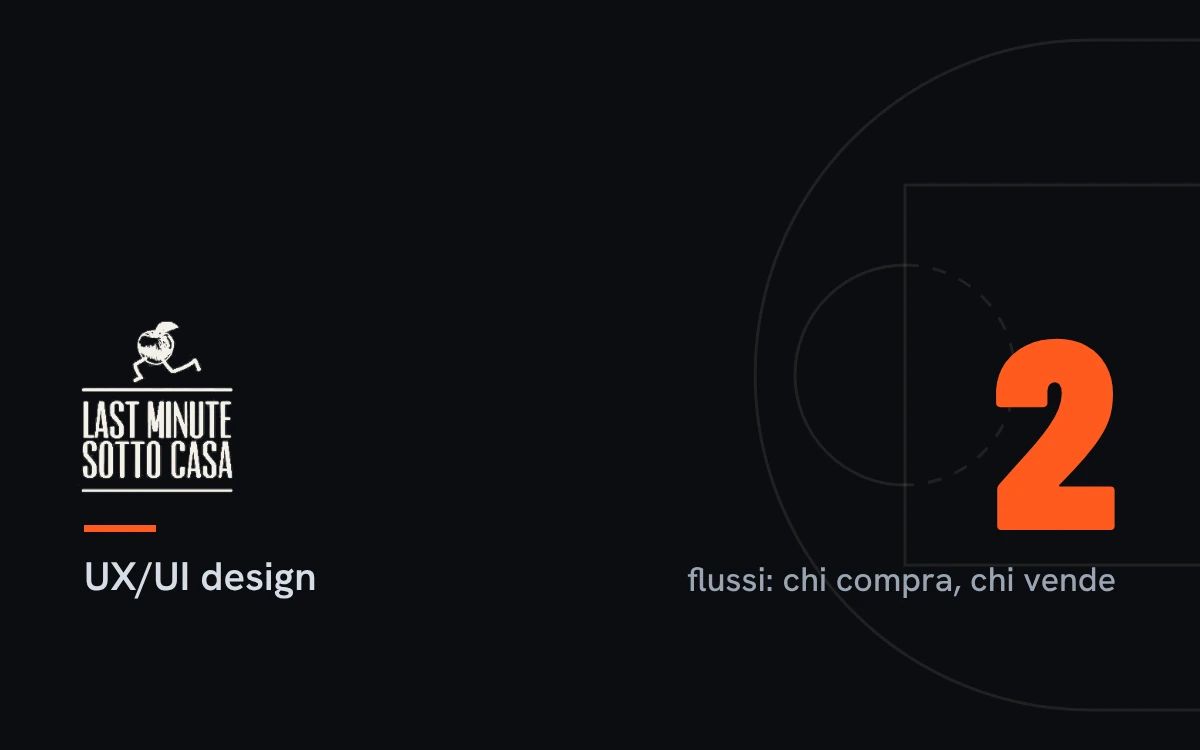 LAST MINUTE
SOTTO CASA
UX/UI design
2
flussi: chi compra, chi vende